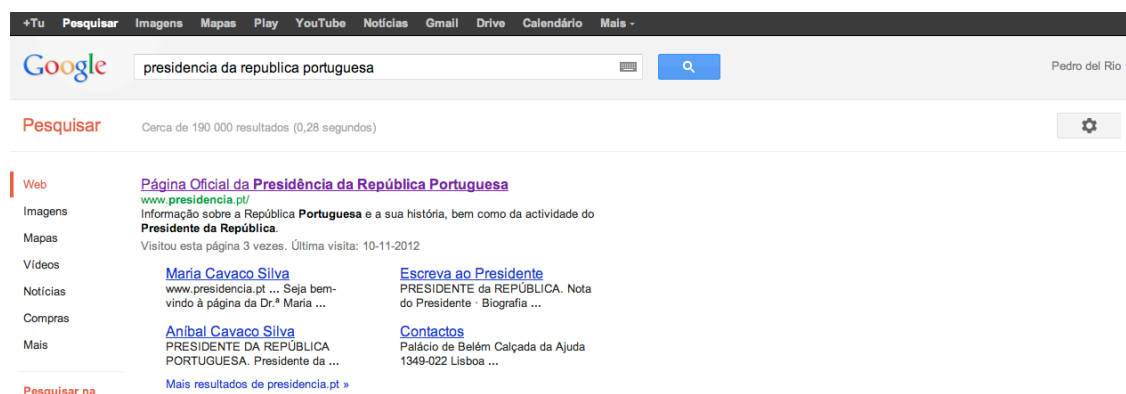 +Tu Pesquisar Imagens Mapas Play YouTube Notícias Gmail Drive Calendário Mais
Google presidencia da republica portuguesa Pedro del Rio
Pesquisar Cerca de 190 000 resultados (0,28 segundos)
Web
Imagens
Mapas
Vídeos
Notícias
Compras
Mais
Pesquisar na
Página Oficial da Presidência da República Portuguesa
www.presidencia.pt/
Informação sobre a República Portuguesa e a sua história, bem como da actividade do
Presidente da República.
Visitou esta página 3 vezes. Última visita: 10-11-2012
Maria Cavaco Silva
www.presidencia.pt ... Seja bem-
vindo à página da Dr.ª Maria ...
Escreva ao Presidente
PRESIDENTE da REPÚBLICA. Nota
do Presidente · Biografia ...
Aníbal Cavaco Silva
PRESIDENTE DA REPÚBLICA
PORTUGUESA. Presidente da ...
Contactos
Palácio de Belém Calçada da Ajuda
1349-022 Lisboa ...
Mais resultados de presidencia.pt »